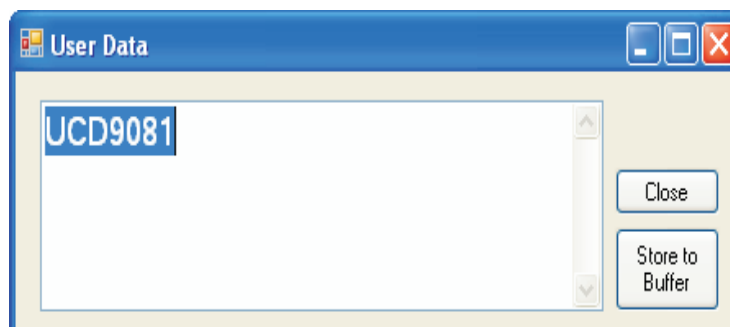 User Data
UCD9081
Close
Store to
Buffer